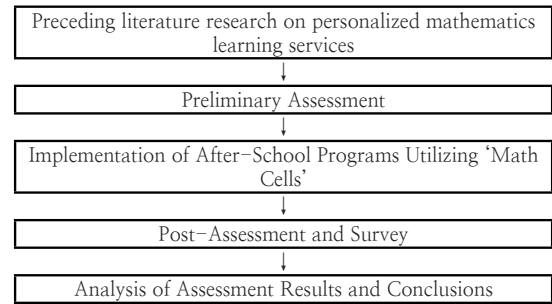 Preceding literature research on personalized mathematics
learning services
Preliminary Assessment
Implementation of After-School Programs Utilizing ‘Math
Cells’
Post-Assessment and Survey
Analysis of Assessment Results and Conclusions